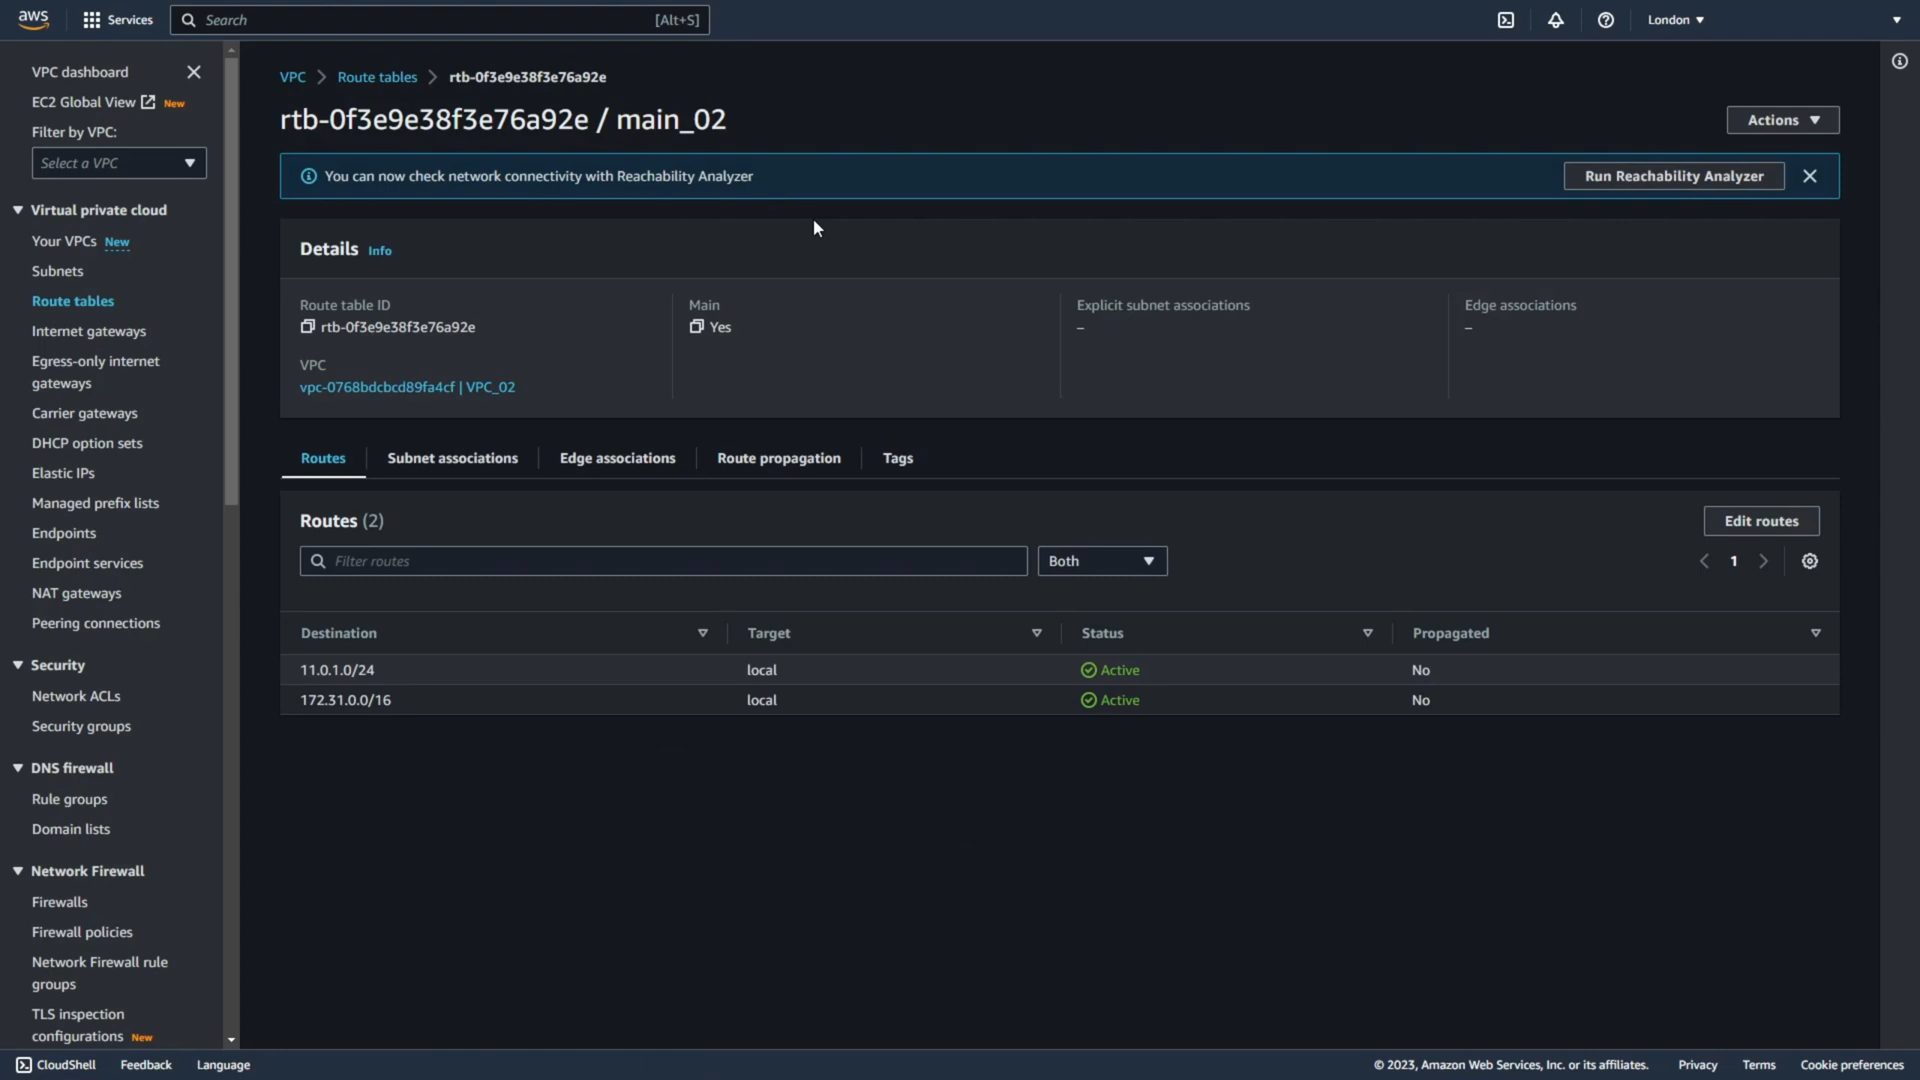 aws
Services
Search
[Alt+S]
London
VPC dashboard
EC2 Global View New
Filter by VPC:
Select a VPC
Virtual private cloud
Your VPCs New
Subnets
Route tables
Internet gateways
Egress-only internet
gateways
Carrier gateways
DHCP option sets
Elastic IPs
Managed prefix lists
Endpoints
Endpoint services
NAT gateways
Peering connections
Security
Network ACLs
Security groups
DNS firewall
Rule groups
Domain lists
Network Firewall
Firewalls
Firewall policies
Network Firewall rule
groups
TLS inspection
configurations New
VPC Route tables rtb-0f3e9e38f3e76a92e
rtb-0f3e9e38f3e76a92e / main_02
Actions
You can now check network connectivity with Reachability Analyzer
Run Reachability Analyzer
Details Info
Route table ID
rtb-0f3e9e38f3e76a92e
Main
Yes
Explicit subnet associations
–
Edge associations
–
VPC
vpc-0768bdcbcd89fa4cf | VPC_02
Routes Subnet associations Edge associations Route propagation Tags
Routes (2)
Edit routes
Filter routes
Both
1
Destination Target Status Propagated
11.0.1.0/24 local Active No
172.31.0.0/16 local Active No
CloudShell Feedback Language
© 2023, Amazon Web Services, Inc. or its affiliates. Privacy Terms Cookie preferences